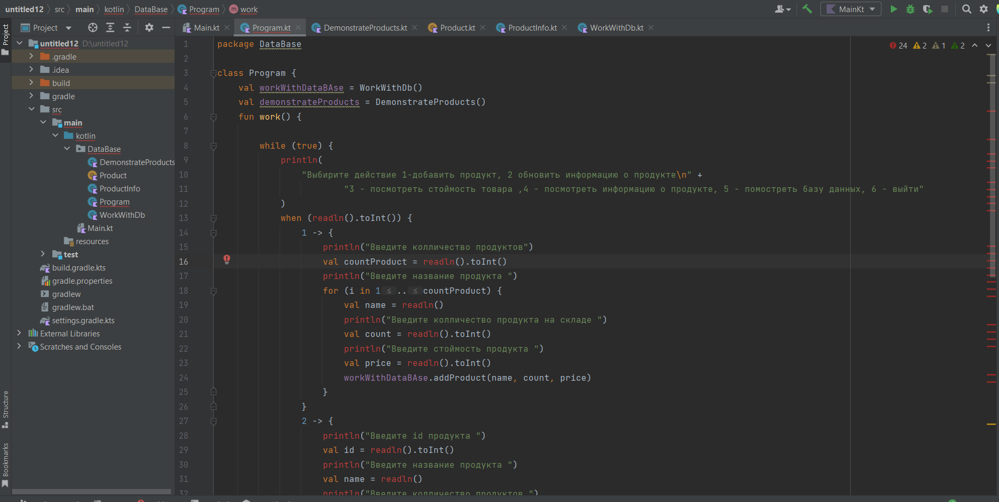 untitled12 src main kotlin DataBase Program work
MainKt
Project
Main.kt Program.kt DemonstrateProducts.kt Product.kt ProductInfo.kt WorkWithDb.kt
Project
untitled12 D:\untitled12
.gradle
.idea
build
gradle
src
main
kotlin
DataBase
DemonstrateProducts
Product
ProductInfo
Program
WorkWithDb
Main.kt
resources
test
build.gradle.kts
gradle.properties
gradlew
gradlew.bat
settings.gradle.kts
External Libraries
Scratches and Consoles
Structure
Bookmarks
24 2 1 2
1 package DataBase
2
3 class Program {
4 val workWithDataBAse = WorkWithDb()
5 val demonstrateProducts = DemonstrateProducts()
6 fun work() {
7
8 while (true) {
9 println(
10 "Выбирите действие 1-добавить продукт, 2 обновить информацию о продукте\n" +
11 "3 - посмотреть стоймость товара ,4 - посмотреть информацию о продукте, 5 - помостреть базу данных, 6 - выйти"
12 )
13 when (readln().toInt()) {
14 1 -> {
15 println("Введите колличество продуктов")
16 val countProduct = readln().toInt()
17 println("Введите название продукта ")
18 for (i in 1 ≤ .. ≤ countProduct) {
19 val name = readln()
20 println("Введите колличество продукта на складе ")
21 val count = readln().toInt()
22 println("Введите стоймость продукта ")
23 val price = readln().toInt()
24 workWithDataBAse.addProduct(name, count, price)
25 }
26 }
27 2 -> {
28 println("Введите id продукта ")
29 val id = readln().toInt()
30 println("Введите название продукта ")
31 val name = readln()
32 println("Введите колличество продуктов ")